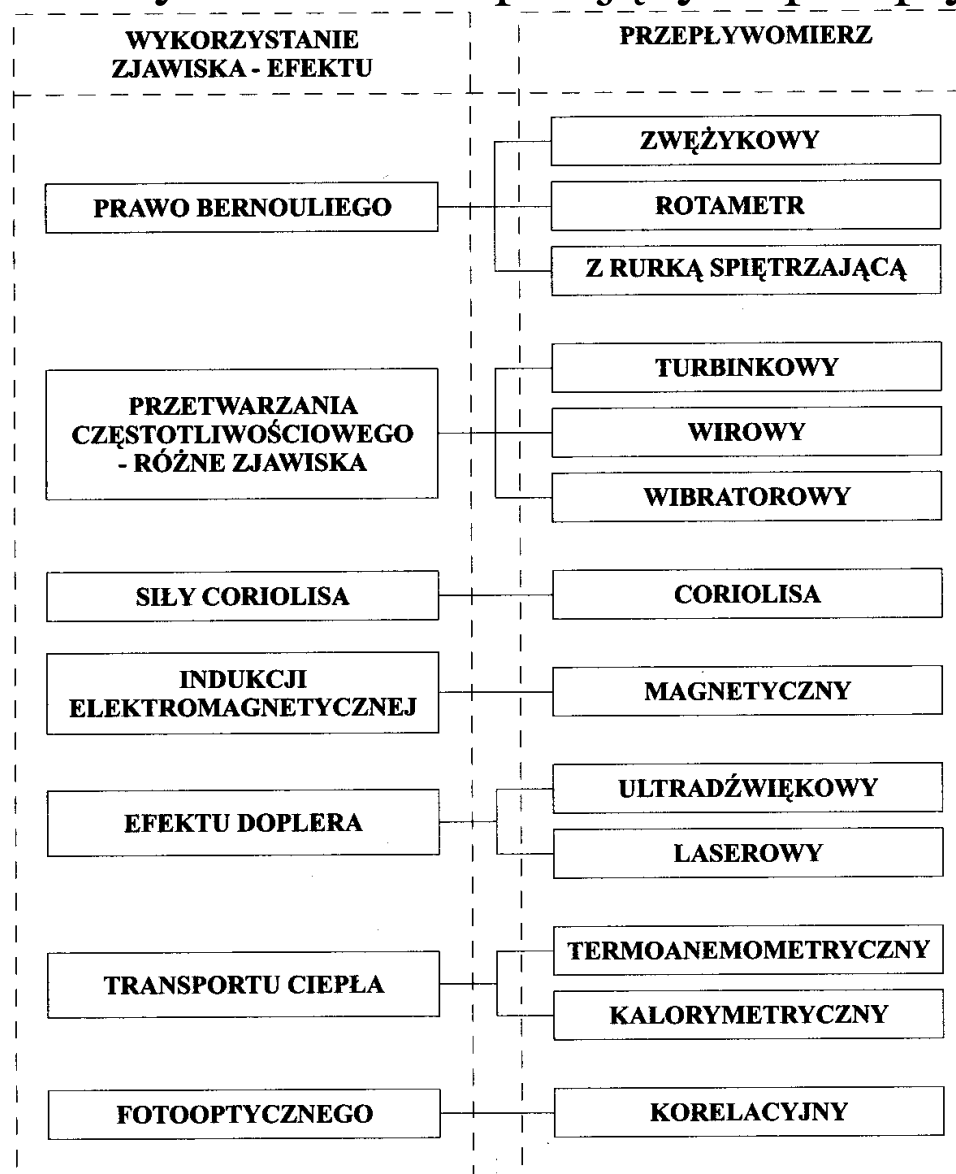 WYKORZYSTANIE
ZJAWISKA - EFEKTU
PRZEPŁYWOMIERZ
PRAWO BERNOULIEGO
ZWĘŻYKOWY
ROTAMETR
Z RURKĄ SPIĘTRZAJĄCĄ
PRZETWARZANIA
CZĘSTOTLIWOŚCIOWEGO
- RÓŻNE ZJAWISKA
TURBINKOWY
WIROWY
WIBRATOROWY
SIŁY CORIOLISA
CORIOLISA
INDUKCJI
ELEKTROMAGNETYCZNEJ
MAGNETYCZNY
EFEKTU DOPLERA
ULTRADŹWIĘKOWY
LASEROWY
TRANSPORTU CIEPŁA
TERMOANEMOMETRYCZNY
KALORYMETRYCZNY
FOTOOPTYCZNEGO
KORELACYJNY